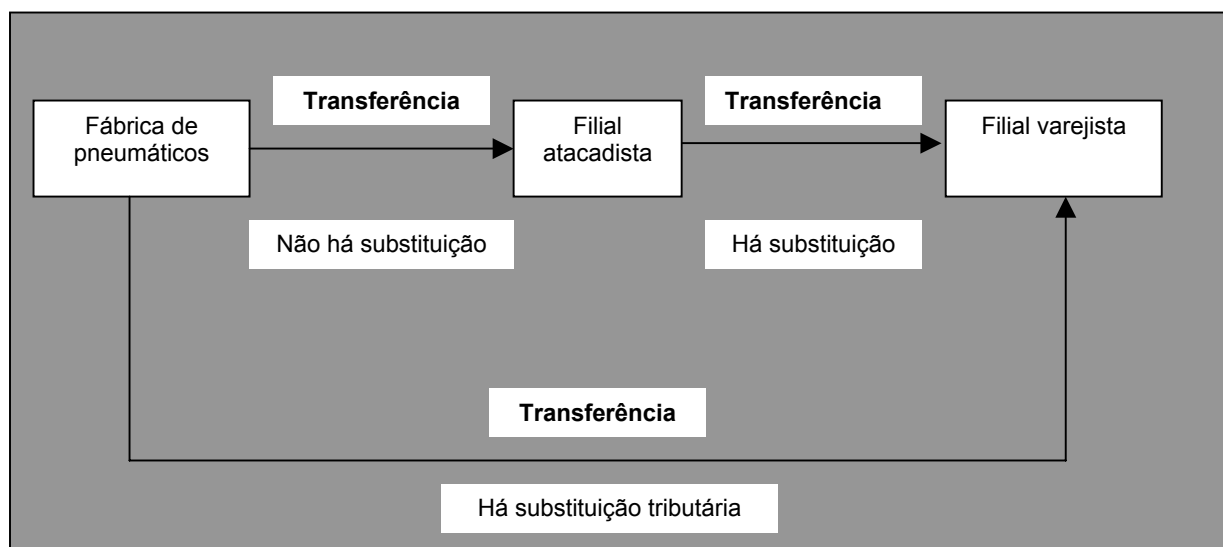 Transferência
Transferência
Fábrica de
pneumáticos
Filial
atacadista
Filial varejista
Não há substituição
Há substituição
Transferência
Há substituição tributária